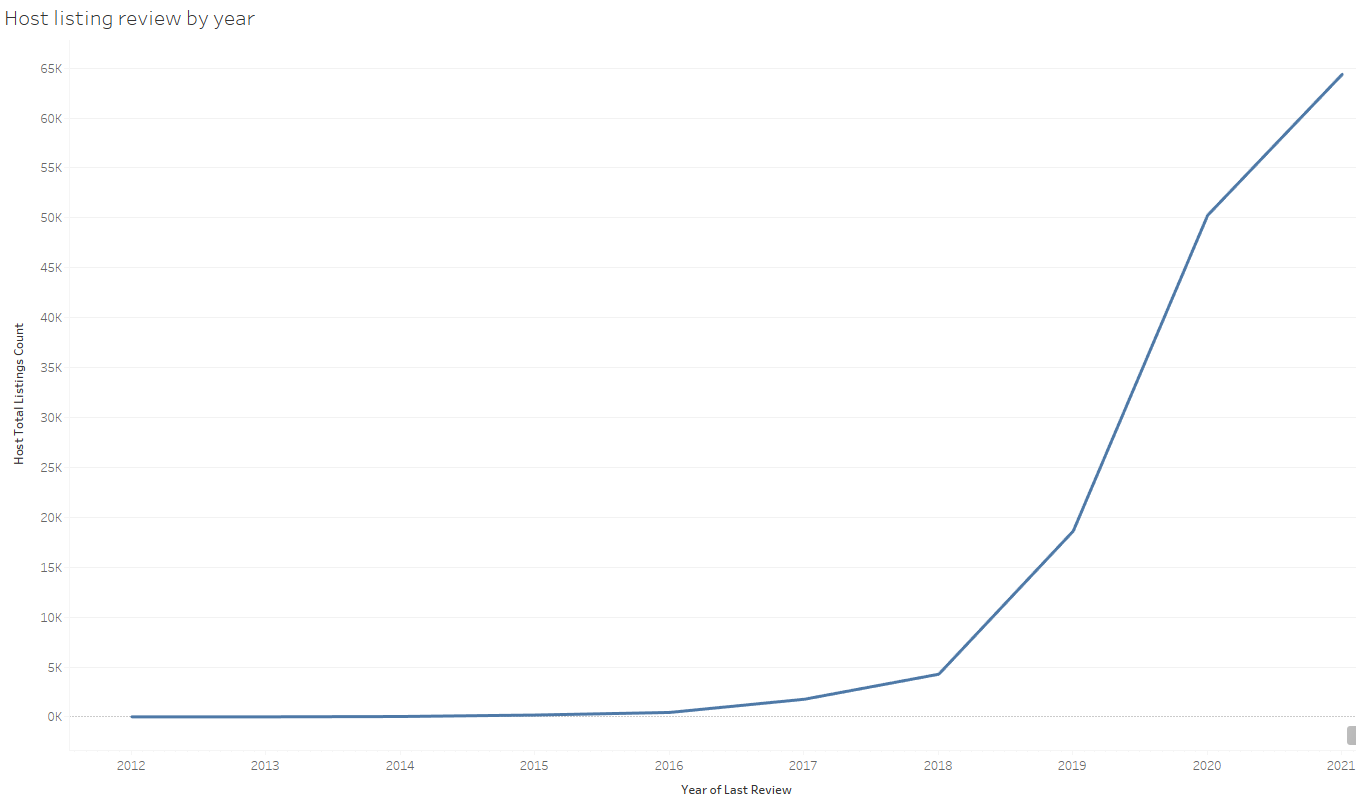 Host listing review by year
65K
60K
55K
50K
45K
40K
35K
30K
25K
20K
15K
10K
5K
0K
Host Total Listings Count
2012 2013 2014 2015 2016 2017 2018 2019 2020 2021
Year of Last Review